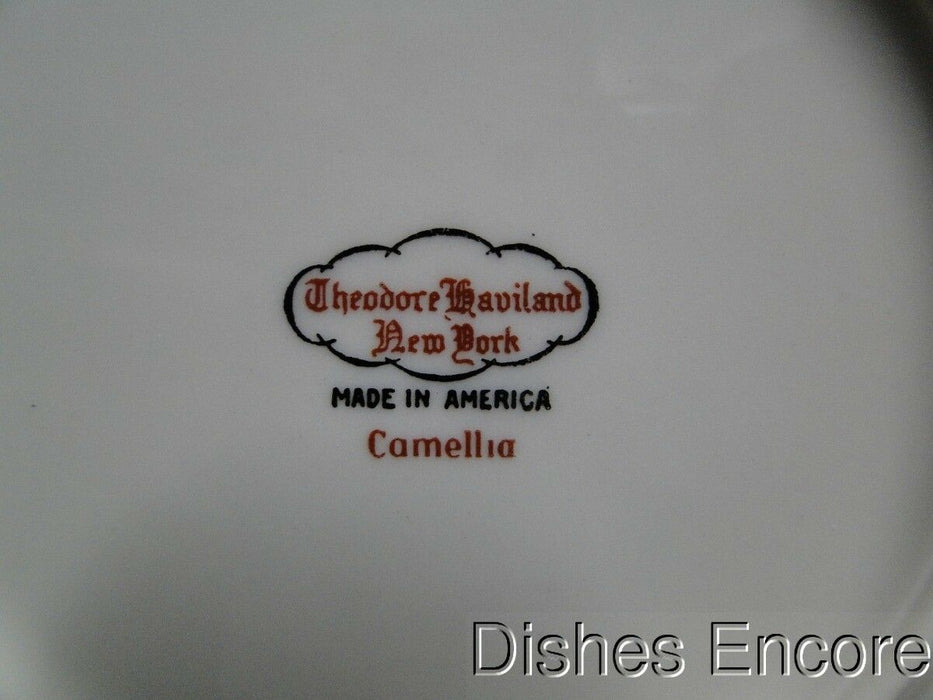 Theodore Haviland
New York
MADE IN AMERICA
Camellia
Dishes Encore